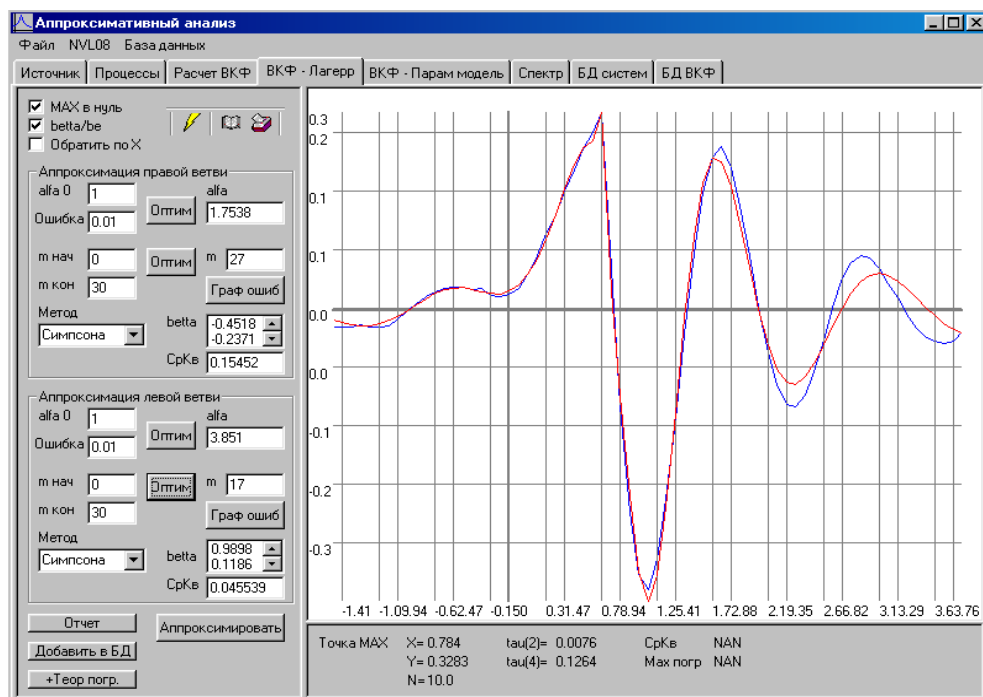 Аппроксимативный анализ
Файл NVL08 База данных
Источник Процессы Расчет ВКФ ВКФ - Лагерр ВКФ - Парам модель Спектр БД систем БД ВКФ
MAX в нуль
betta/be
Обратить по X
Аппроксимация правой ветви
alfa 0 1 Оптим alfa
Ошибка 0.01 1.7538
m нач 0 Оптим m 27
m кон 30 Граф ошиб
Метод betta -0.4518
Симпсона -0.2371
СрКв 0.15452
Аппроксимация левой ветви
alfa 0 1 Оптим alfa
Ошибка 0.01 3.851
m нач 0 Оптим m 17
m кон 30 Граф ошиб
Метод betta 0.9898
Симпсона 0.1186
СрКв 0.045539
Отчет Аппроксимировать
Добавить в БД
+Теор погр.
0.3
0.2
0.1
0.1
0.0
0.0
-0.1
-0.2
-0.3
-1.41 -1.09.94 -0.62.47 -0.150 0.31.47 0.78.94 1.25.41 1.72.88 2.19.35 2.66.82 3.13.29 3.63.76
Точка MAX X= 0.784 tau(2)= 0.0076 СрКв NAN
Y= 0.3283 tau(4)= 0.1264 Мах погр NAN
N=10.0